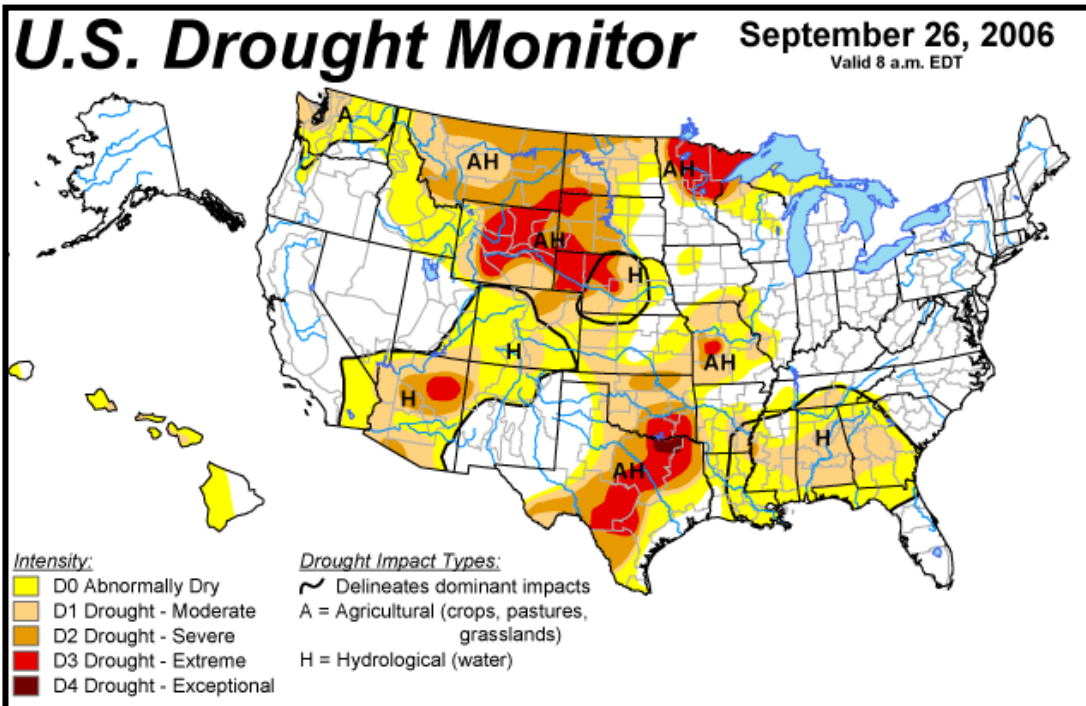 U.S. Drought Monitor
September 26, 2006
Valid 8 a.m. EDT
A
AH
AH
AH
H
H
AH
H
H
AH
Intensity:
D0 Abnormally Dry
D1 Drought - Moderate
D2 Drought - Severe
D3 Drought - Extreme
D4 Drought - Exceptional
Drought Impact Types:
Delineates dominant impacts
A = Agricultural (crops, pastures,
grasslands)
H = Hydrological (water)